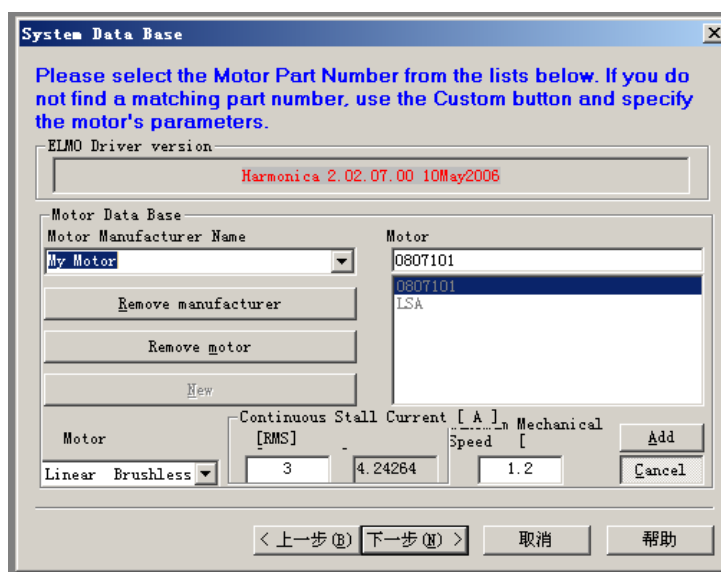 System Data Base
Please select the Motor Part Number from the lists below. If you do
not find a matching part number, use the Custom button and specify
the motor's parameters.
ELMO Driver version
Harmonica 2.02.07.00 10May2006
Motor Data Base
Motor Manufacturer Name
My Motor
Remove manufacturer
Remove motor
New
Motor
0807101
0807101
LSA
Motor
Linear Brushless
Continuous Stall Current [ A ]
[RMS]
-
3
4.24264
Mechanical
Speed [
1.2
Add
Cancel
< 上一步(B)
下一步(N) >
取消
帮助